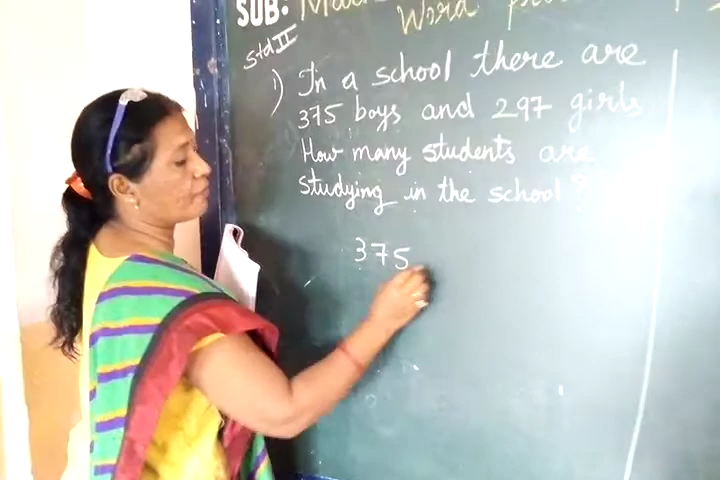 SUB:
Word
Std II
1) In a school there are
375 boys and 297 girls
How many students are
studying in the school ?
375